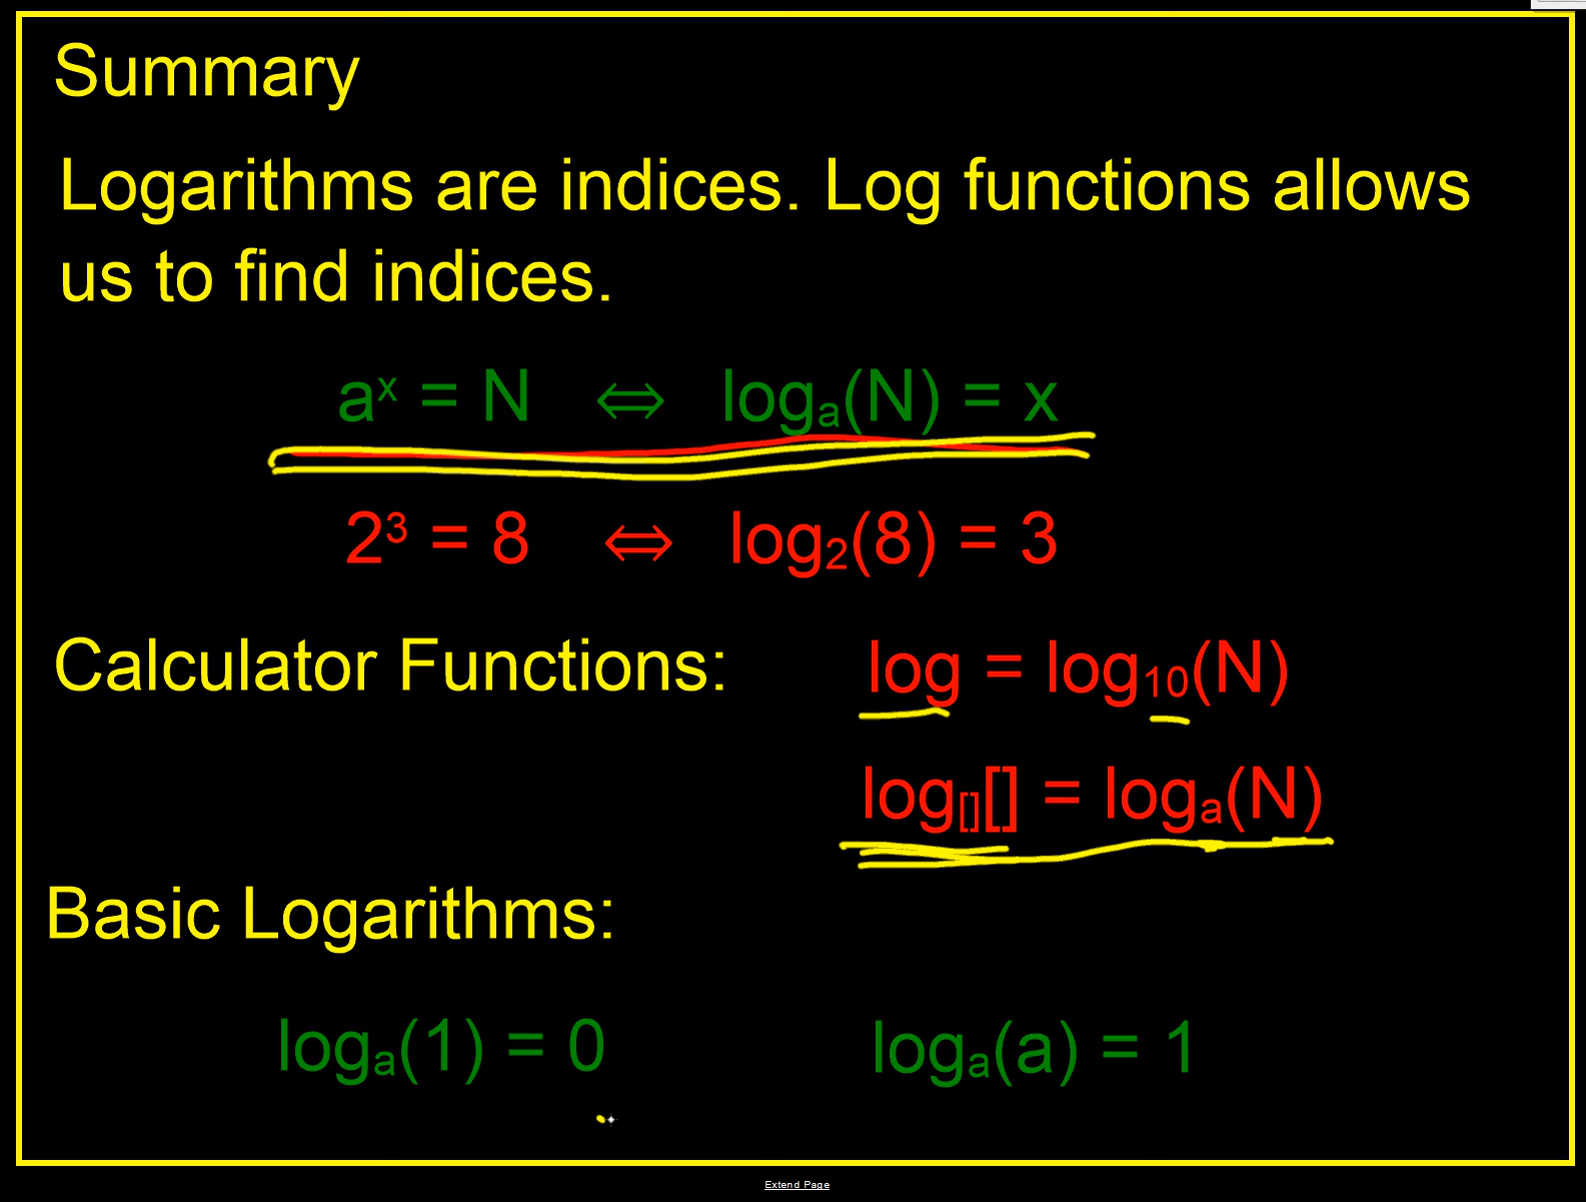 Summary
Logarithms are indices. Log functions allows
us to find indices.
aˣ = N ⇔ logₐ(N) = x
2³ = 8 ⇔ log₂(8) = 3
Calculator Functions: log = log₁₀(N)
log[][] = logₐ(N)
Basic Logarithms:
logₐ(1) = 0 logₐ(a) = 1
Extend Page